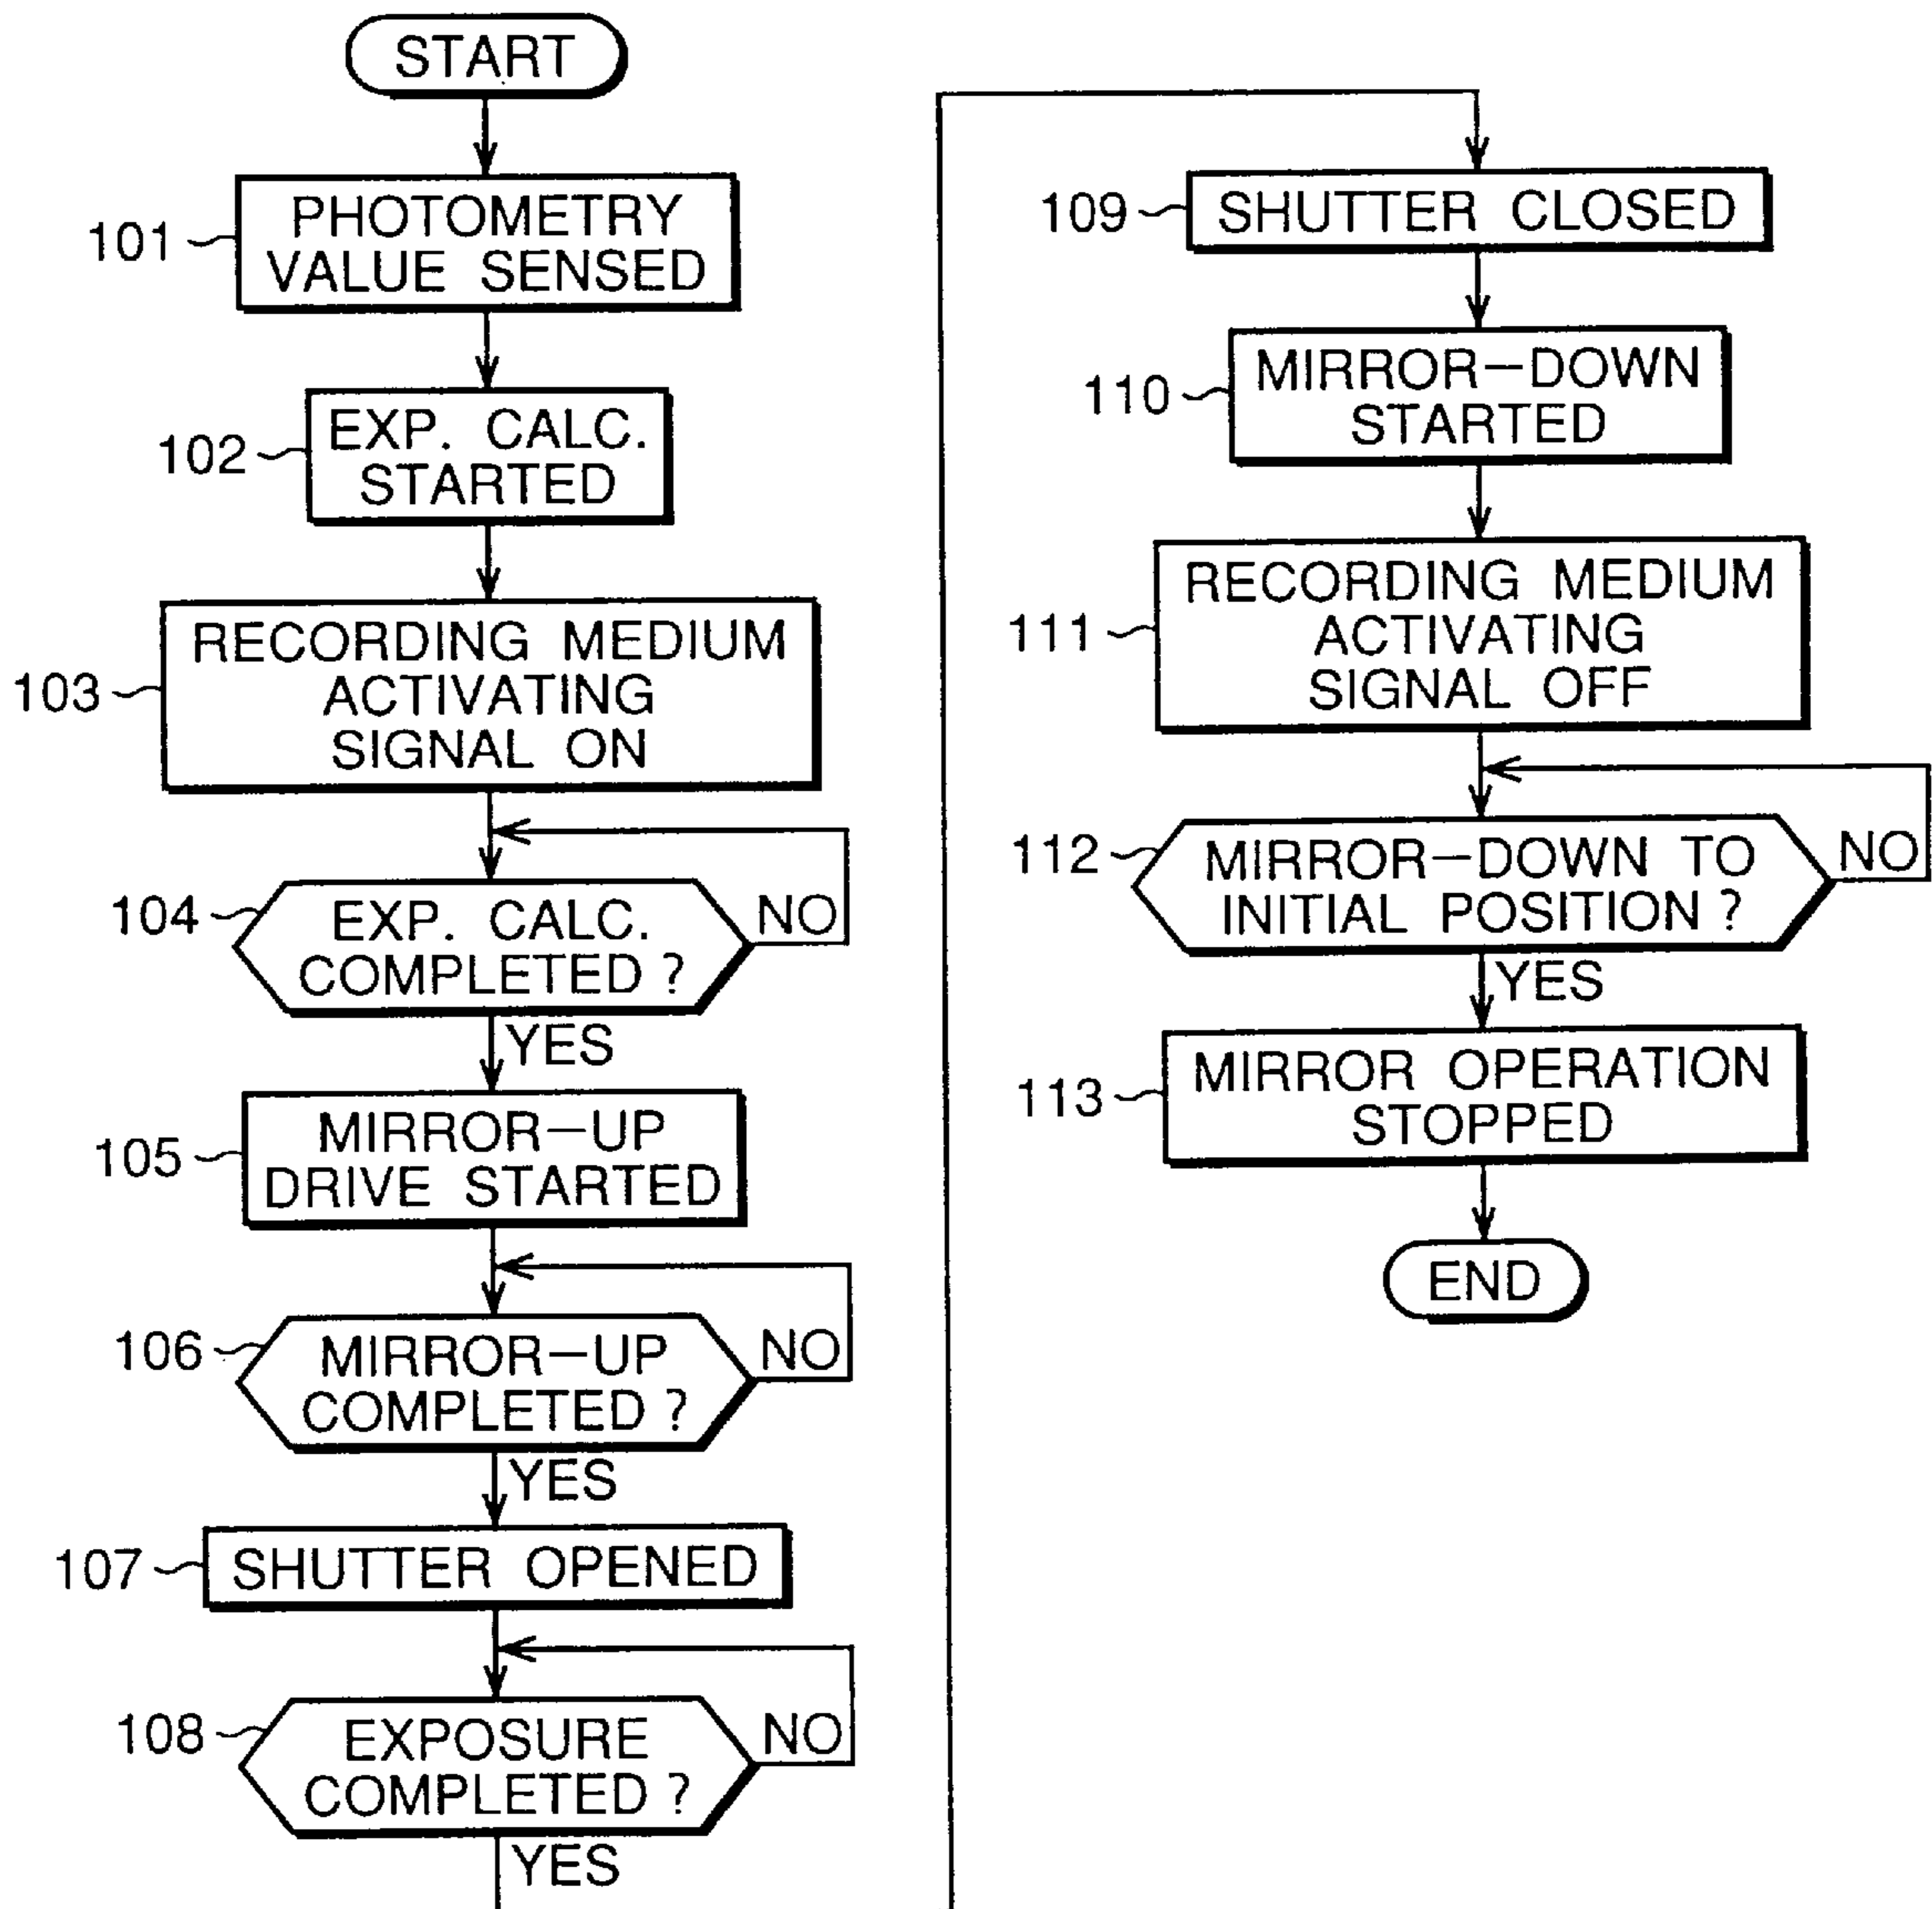 START
101
PHOTOMETRY
VALUE SENSED
102
EXP. CALC.
STARTED
103
RECORDING MEDIUM
ACTIVATING
SIGNAL ON
104
EXP. CALC.
COMPLETED ?
NO
YES
105
MIRROR-UP
DRIVE STARTED
106
MIRROR-UP
COMPLETED ?
NO
YES
107
SHUTTER OPENED
108
EXPOSURE
COMPLETED ?
NO
YES
109
SHUTTER CLOSED
110
MIRROR-DOWN
STARTED
111
RECORDING MEDIUM
ACTIVATING
SIGNAL OFF
112
MIRROR-DOWN TO
INITIAL POSITION ?
NO
YES
113
MIRROR OPERATION
STOPPED
END